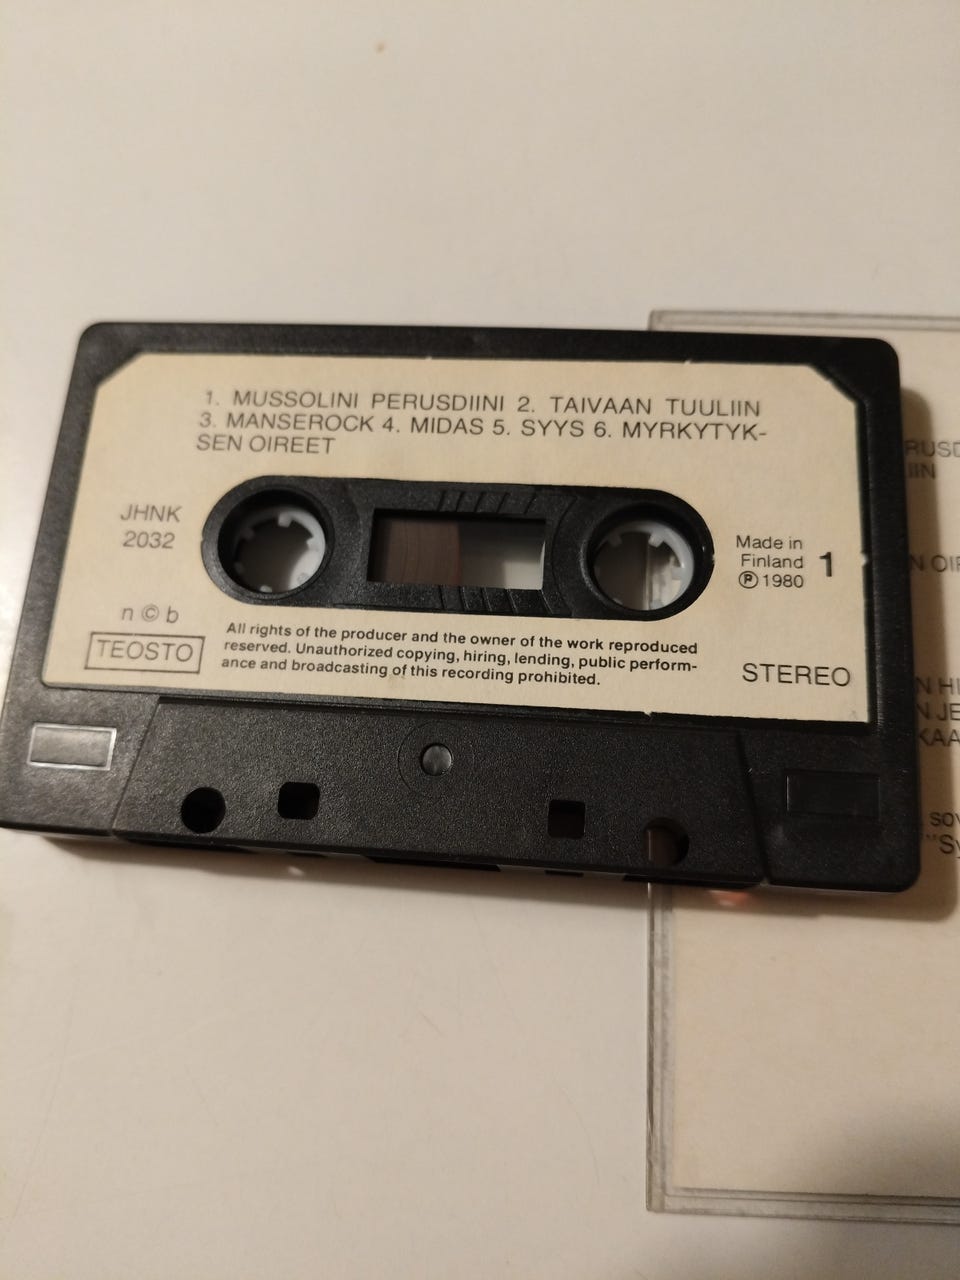 1. MUSSOLINI PERUSDIINI 2. TAIVAAN TUULIIN
3. MANSEROCK 4. MIDAS 5. SYYS 6. MYRKYTYK-
SEN OIREET
JHNK
2032
n © b
TEOSTO
Made in
Finland
℗ 1980
1
STEREO
All rights of the producer and the owner of the work reproduced
reserved. Unauthorized copying, hiring, lending, public perform-
ance and broadcasting of this recording prohibited.